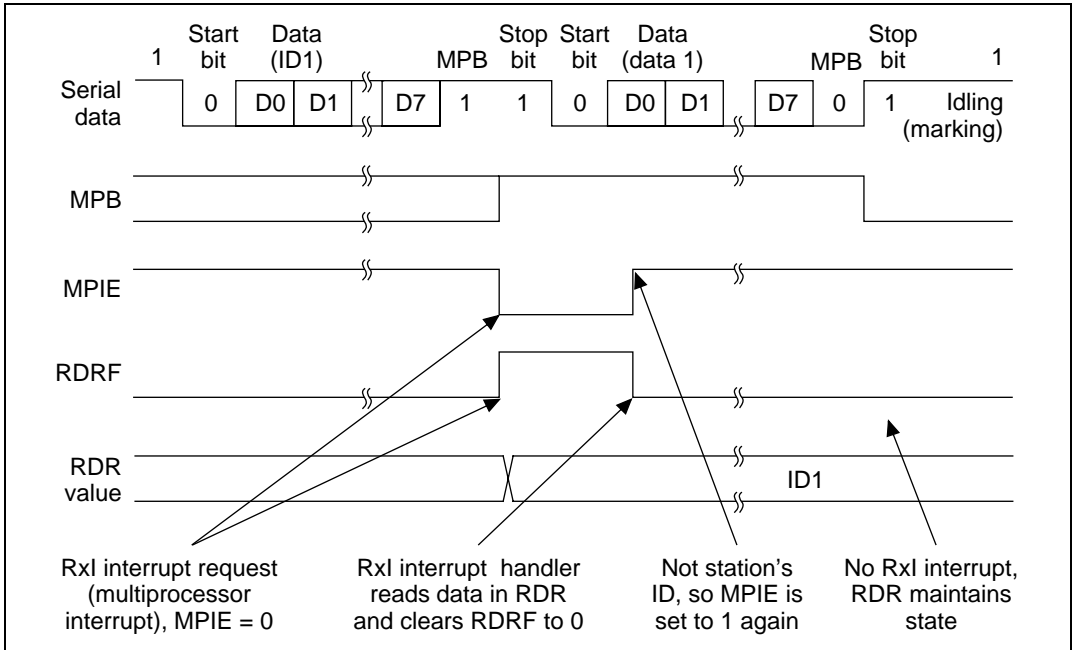 Start Data Stop Start Data Stop
1 bit (ID1) MPB bit bit (data 1) MPB bit 1
Serial data 0 D0 D1 D7 1 1 0 D0 D1 D7 0 1 Idling (marking)
MPB
MPIE
RDRF
RDR value
ID1
RxI interrupt request
(multiprocessor
interrupt), MPIE = 0
RxI interrupt handler
reads data in RDR
and clears RDRF to 0
Not station's
ID, so MPIE is
set to 1 again
No RxI interrupt,
RDR maintains
state